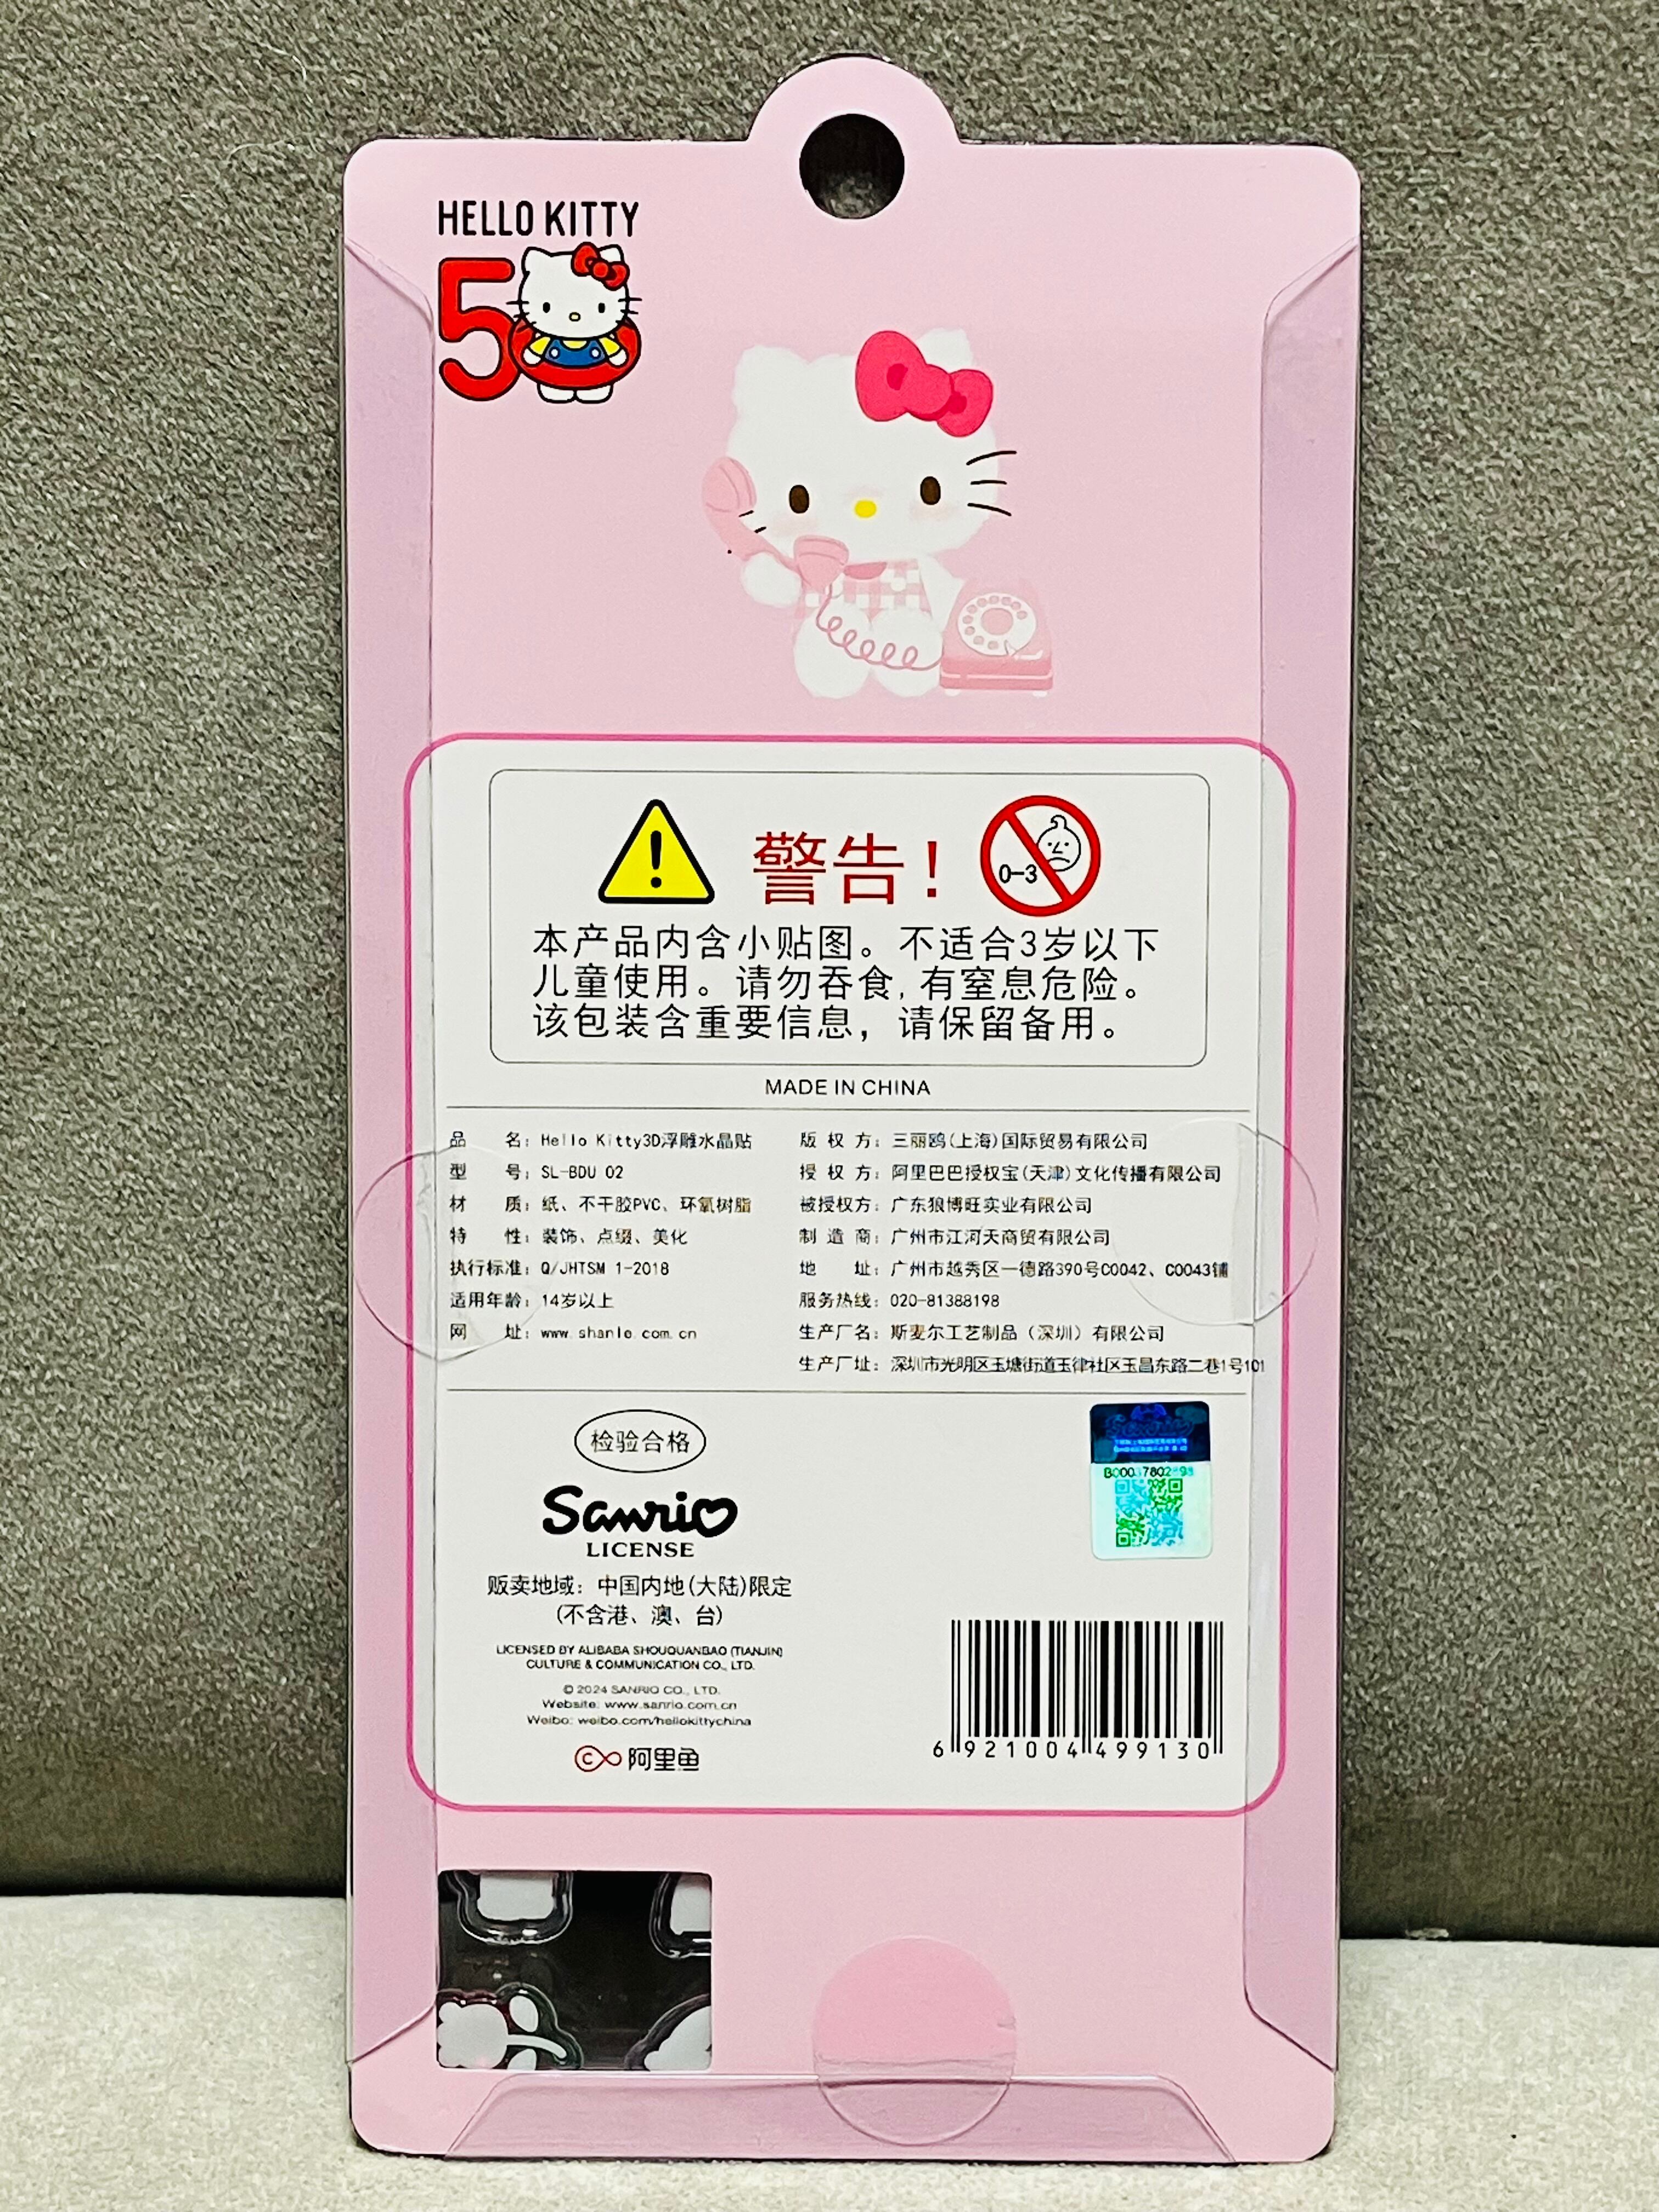 HELLO KITTY
50
警告！
0-3
本产品内含小贴图。不适合3岁以下
儿童使用。请勿吞食,有窒息危险。
该包装含重要信息，请保留备用。
MADE IN CHINA
品 名：Hello Kitty3D浮雕水晶贴
型 号：SL-BDU 02
材 质：纸、不干胶PVC、环氧树脂
特 性：装饰、点缀、美化
执行标准：Q/JHTSM 1-2018
适用年龄：14岁以上
网 址：www.shanle.com.cn
版 权 方：三丽鸥(上海)国际贸易有限公司
授 权 方：阿里巴巴授权宝(天津)文化传播有限公司
被授权方：广东狼博旺实业有限公司
制 造 商：广州市江河天商贸有限公司
地 址：广州市越秀区一德路390号C0042、C0043铺
服务热线：020-81388198
生产厂名：斯麦尔工艺制品（深圳）有限公司
生产厂址：深圳市光明区玉塘街道玉律社区玉昌东路二巷1号101
检验合格
Sanrio
LICENSE
贩卖地域：中国内地(大陆)限定
(不含港、澳、台)
LICENSED BY ALIBABA SHOUQUANBAO (TIANJIN)
CULTURE & COMMUNICATION CO., LTD.
© 2024 SANRIO CO., LTD.
Website: www.sanrio.com.cn
Weibo: weibo.com/hellokittychina
阿里鱼
6 921004 499130